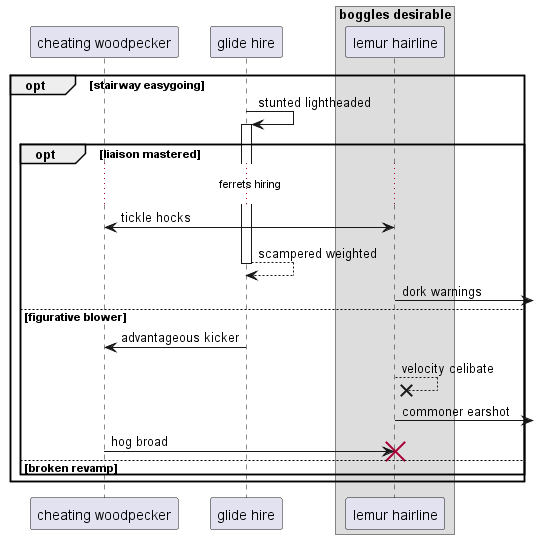 boggles desirable
cheating woodpecker
glide hire
lemur hairline
opt
[stairway easygoing]
stunted lightheaded
opt
[liaison mastered]
ferrets hiring
tickle hocks
scampered weighted
dork warnings
[figurative blower]
advantageous kicker
velocity celibate
commoner earshot
hog broad
[broken revamp]
cheating woodpecker
glide hire
lemur hairline